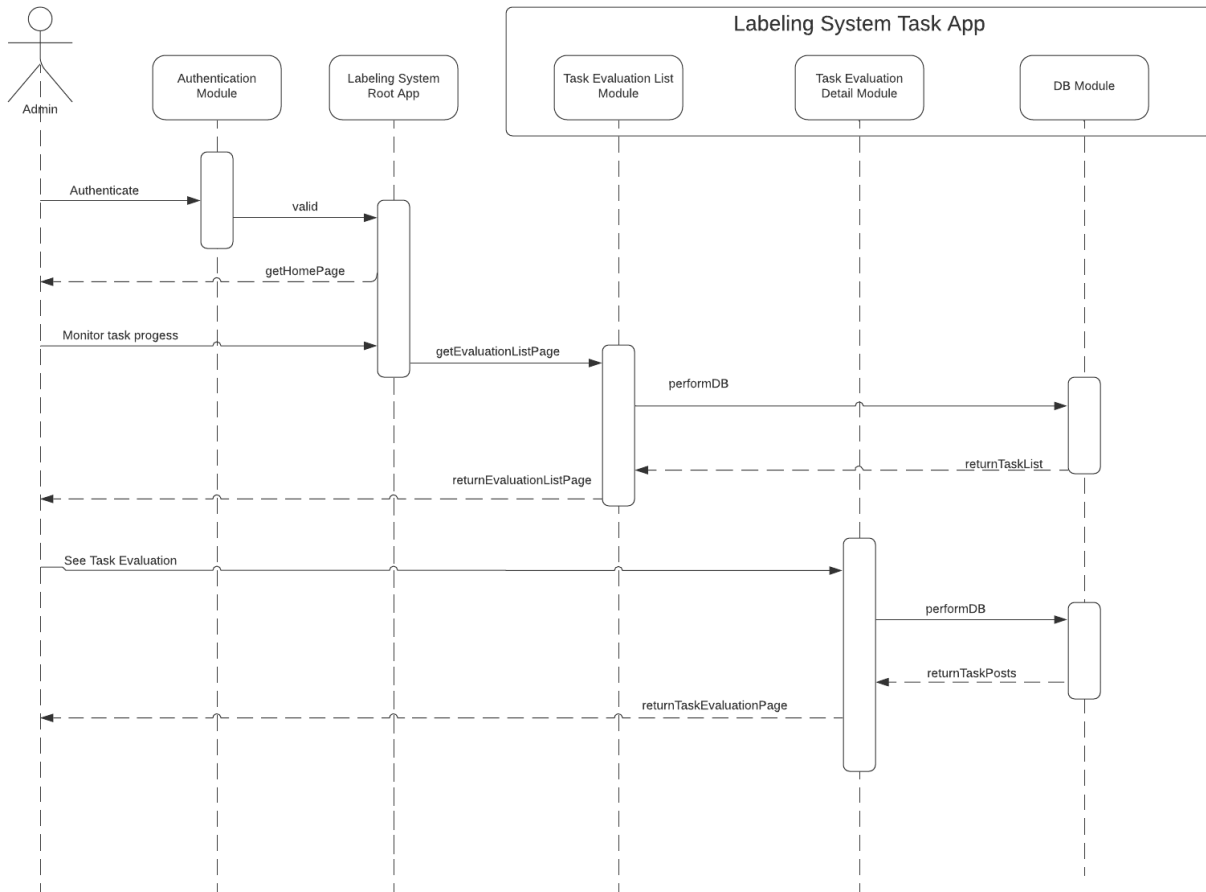 Labeling System Task App
Authentication
Module
Labeling System
Root App
Task Evaluation List
Module
Task Evaluation
Detail Module
DB Module
Admin
Authenticate
valid
getHomePage
Monitor task progess
getEvaluationListPage
performDB
returnTaskList
returnEvaluationListPage
See Task Evaluation
performDB
returnTaskPosts
returnTaskEvaluationPage